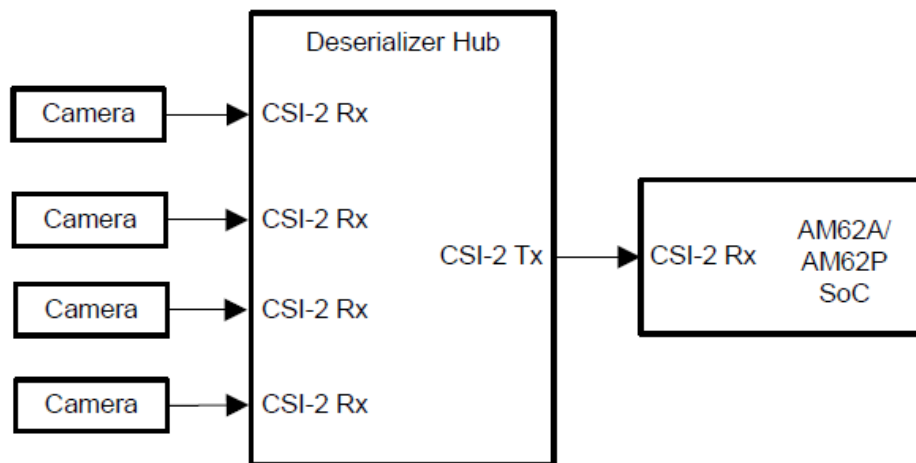 Deserializer Hub
Camera
CSI-2 Rx
Camera
CSI-2 Rx
Camera
CSI-2 Rx
Camera
CSI-2 Rx
CSI-2 Tx
CSI-2 Rx
AM62A/
AM62P
SoC